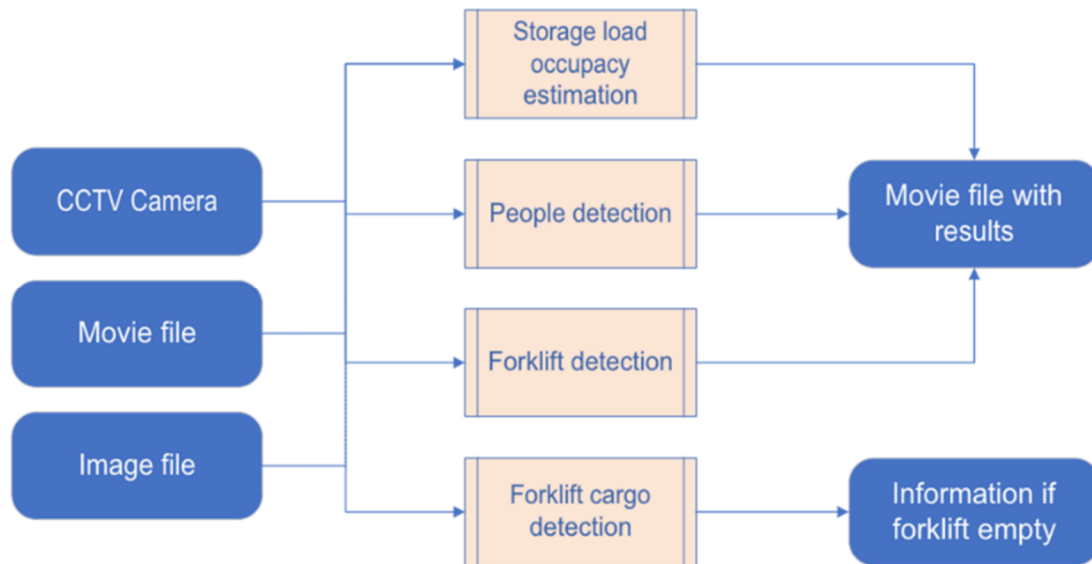 Storage load
occupacy
estimation
CCTV Camera
People detection
Movie file with
results
Movie file
Forklift detection
Image file
Forklift cargo
detection
Information if
forklift empty